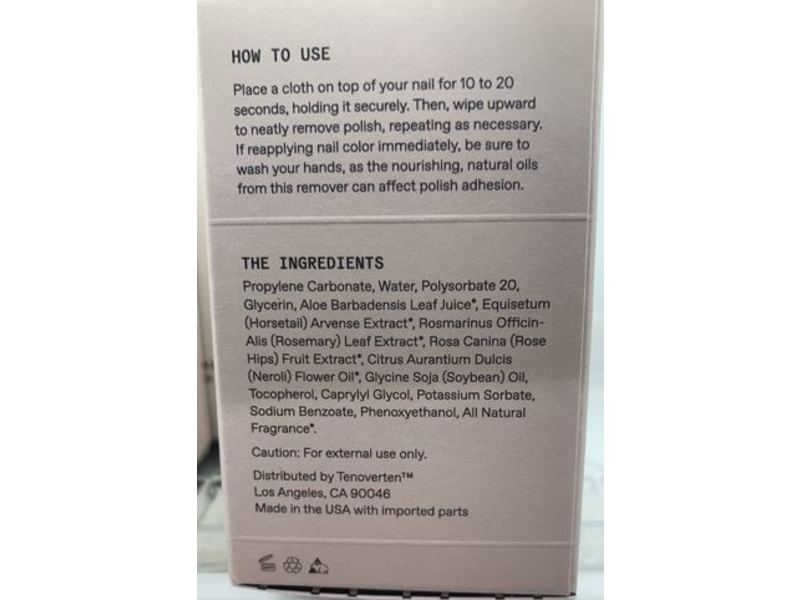 HOW TO USE
Place a cloth on top of your nail for 10 to 20
seconds, holding it securely. Then, wipe upward
to neatly remove polish, repeating as necessary.
If reapplying nail color immediately, be sure to
wash your hands, as the nourishing, natural oils
from this remover can affect polish adhesion.
THE INGREDIENTS
Propylene Carbonate, Water, Polysorbate 20,
Glycerin, Aloe Barbadensis Leaf Juice*, Equisetum
(Horsetail) Arvense Extract*, Rosmarinus Officin-
Alis (Rosemary) Leaf Extract*, Rosa Canina (Rose
Hips) Fruit Extract*, Citrus Aurantium Dulcis
(Neroli) Flower Oil*, Glycine Soja (Soybean) Oil,
Tocopherol, Caprylyl Glycol, Potassium Sorbate,
Sodium Benzoate, Phenoxyethanol, All Natural
Fragrance*.
Caution: For external use only.
Distributed by Tenoverten™
Los Angeles, CA 90046
Made in the USA with imported parts